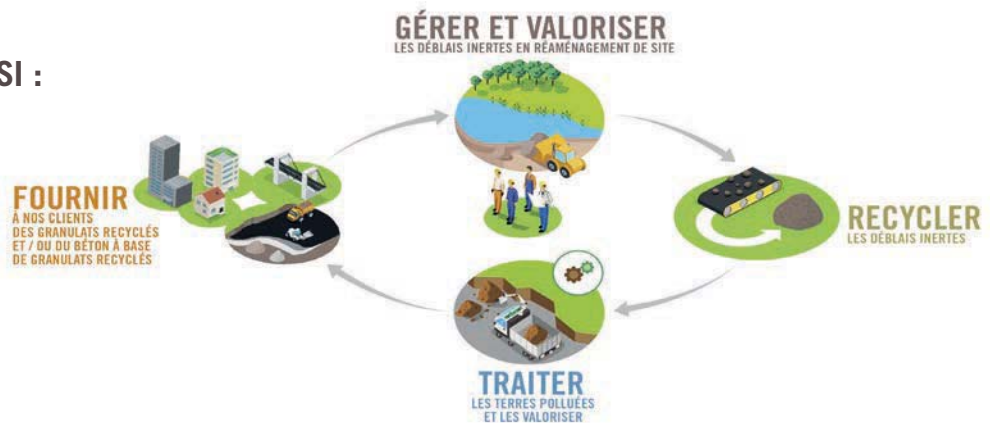 SI :
GÉRER ET VALORISER
LES DÉBLAIS INERTES EN RÉAMÉNAGEMENT DE SITE
FOURNIR
À NOS CLIENTS
DES GRANULATS RECYCLÉS
ET / OU DU BÉTON À BASE
DE GRANULATS RECYCLÉS
RECYCLER
LES DÉBLAIS INERTES
TRAITER
LES TERRES POLLUÉES
ET LES VALORISER